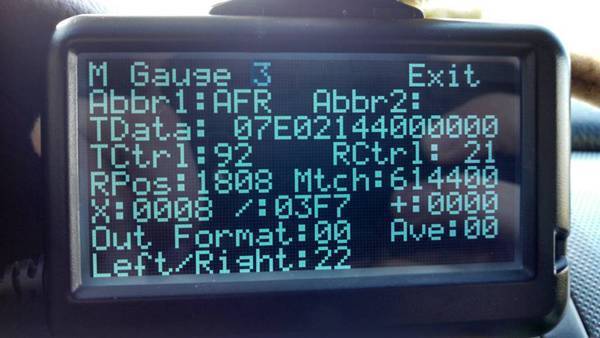 M Gauge 3 Exit
Abbr1:AFR Abbr2:
TData: 07E02144000000
TCtrl:92 RCtrl: 21
RPos:1808 Mtch:614400
X:0008 /:03F7 +:0000
Out Format:00 Ave:00
Left/Right:22